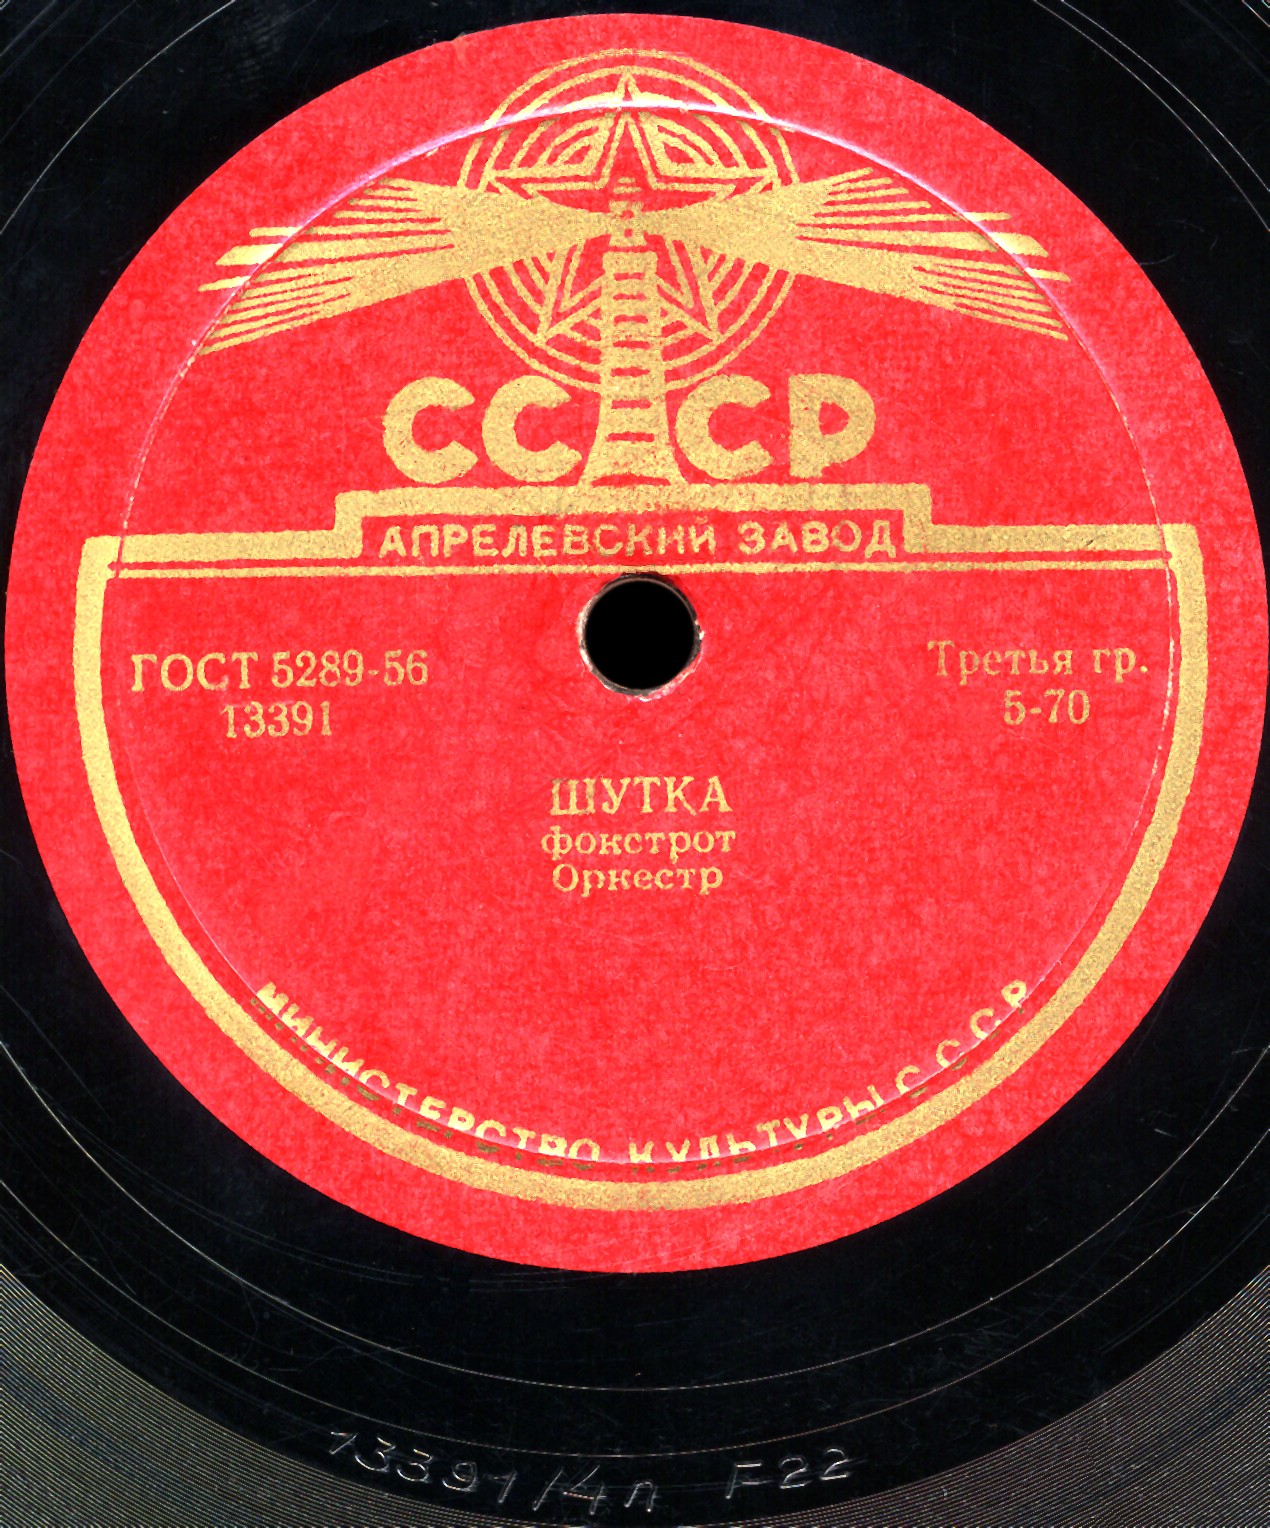 СССР
АПРЕЛЕВСКИЙ ЗАВОД
ГОСТ 5289-56
13391
Третья гр.
5-70
ШУТКА
фокстрот
Оркестр
МИНИСТЕРСТВО КУЛЬТУРЫ СССР
13391/4л F22